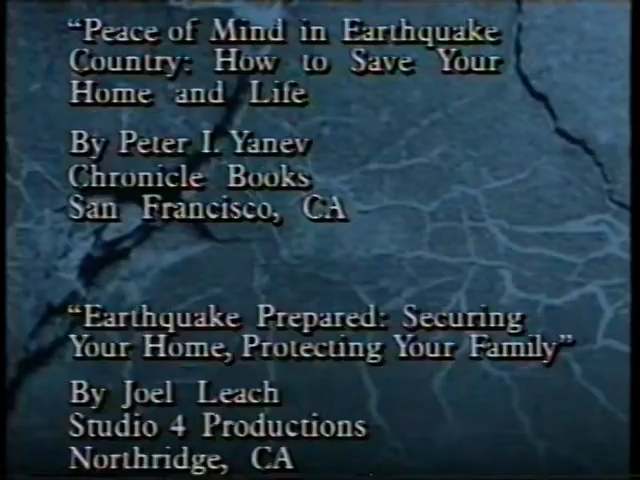 “Peace of Mind in Earthquake
Country: How to Save Your
Home and Life
By Peter I. Yanev
Chronicle Books
San Francisco, CA
“Earthquake Prepared: Securing
Your Home, Protecting Your Family”
By Joel Leach
Studio 4 Productions
Northridge, CA